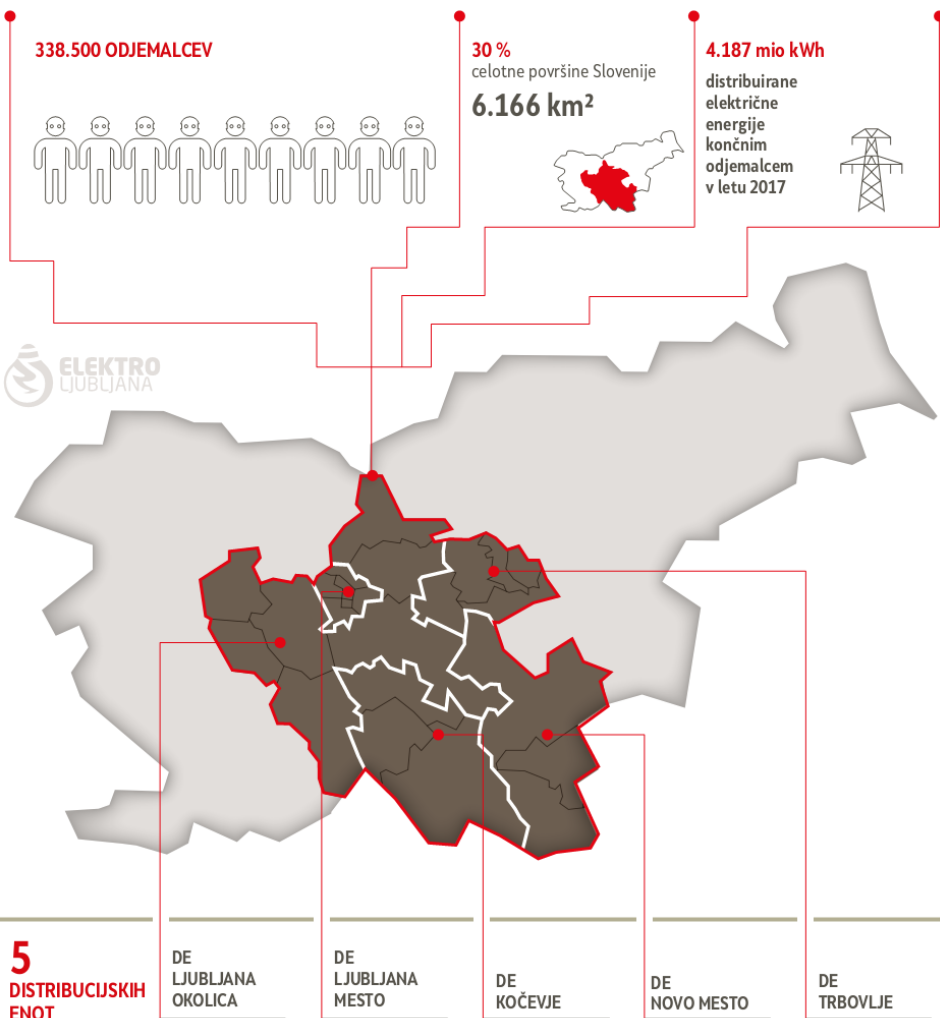 338.500 ODJEMALCEV
30 %
celotne površine Slovenije
6.166 km²
4.187 mio kWh
distribuirane
električne
energije
končnim
odjemalcem
v letu 2017
ELEKTRO
LJUBLJANA
5
DISTRIBUCIJSKIH
ENOT
DE
LJUBLJANA
OKOLICA
DE
LJUBLJANA
MESTO
DE
KOČEVJE
DE
NOVO MESTO
DE
TRBOVLJE